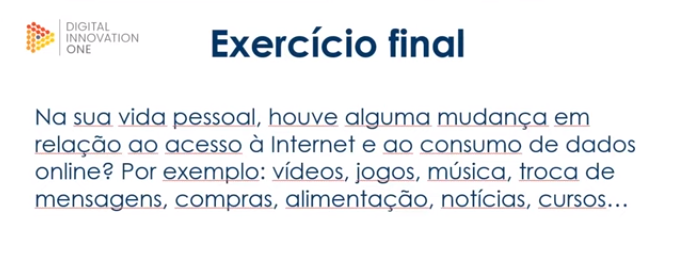 DIGITAL
INNOVATION
ONE
Exercício final
Na sua vida pessoal, houve alguma mudança em
relação ao acesso à Internet e ao consumo de dados
online? Por exemplo: vídeos, jogos, música, troca de
mensagens, compras, alimentação, notícias, cursos...